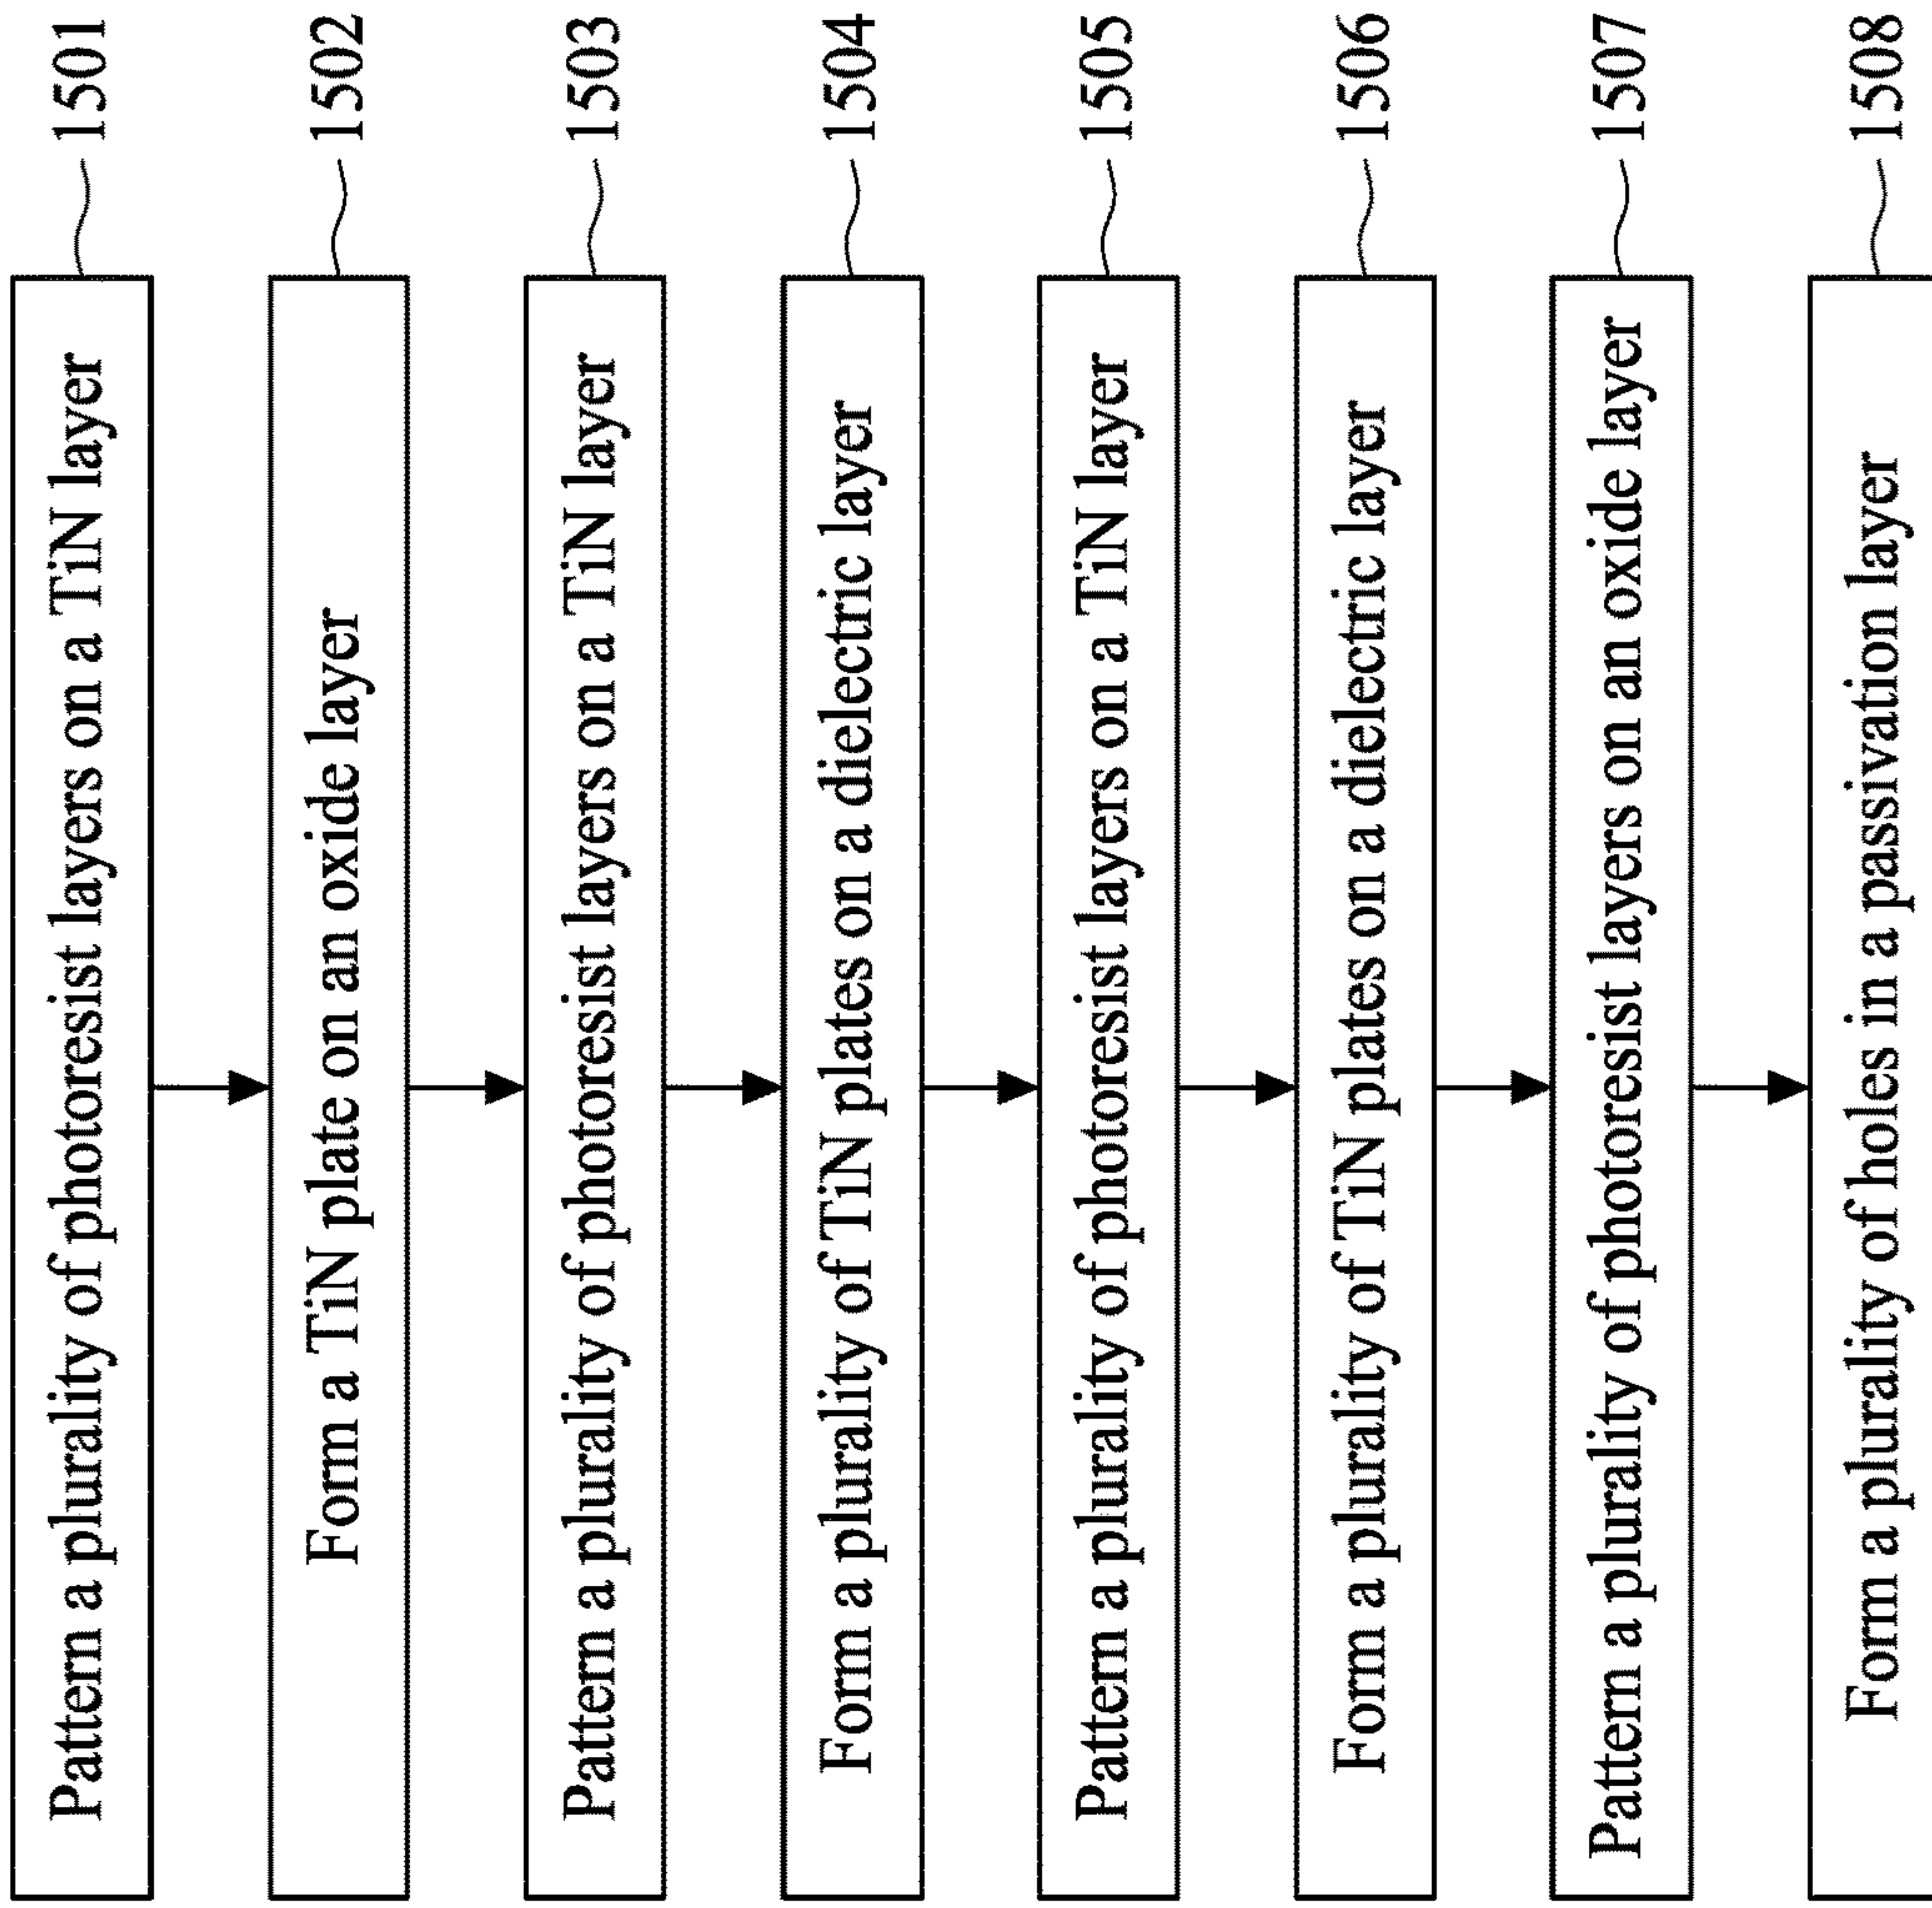 Pattern a plurality of photoresist layers on a TiN layer
1501
Form a TiN plate on an oxide layer
1502
Pattern a plurality of photoresist layers on a TiN layer
1503
Form a plurality of TiN plates on a dielectric layer
1504
Pattern a plurality of photoresist layers on a TiN layer
1505
Form a plurality of TiN plates on a dielectric layer
1506
Pattern a plurality of photoresist layers on an oxide layer
1507
Form a plurality of holes in a passivation layer
1508